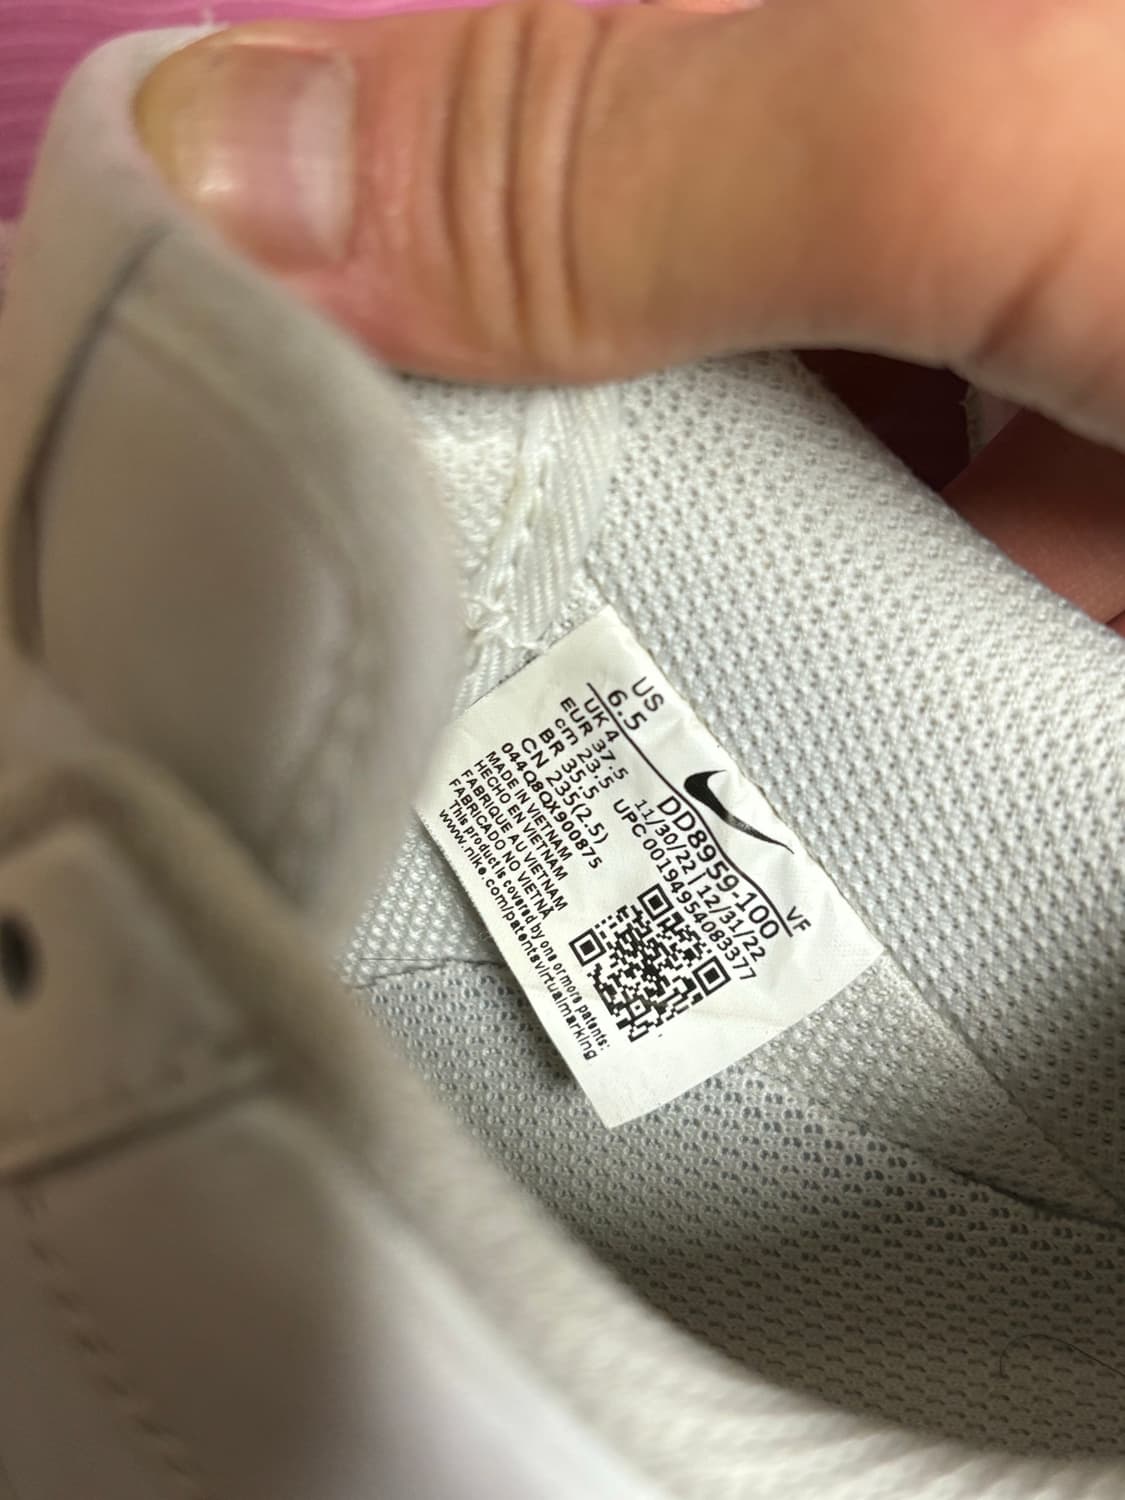 US
6.5
UK 4
EUR 37.5
cm 23.5
BR 35.5
CN 235(2.5)
044Q8QX900875
MADE IN VIETNAM
HECHO EN VIETNAM
FABRIQUE AU VIETNAM
FABRICADO NO VIETNÃ
This product is covered by one or more patents:
www.nike.com/patentsvirtualmarking
VF
DD8959-100
11/30/22 | 12/31/22
UPC 00194954083377